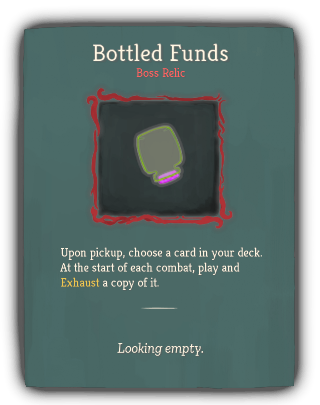 Bottled Funds
Boss Relic
Upon pickup, choose a card in your deck.
At the start of each combat, play and
Exhaust a copy of it.
Looking empty.